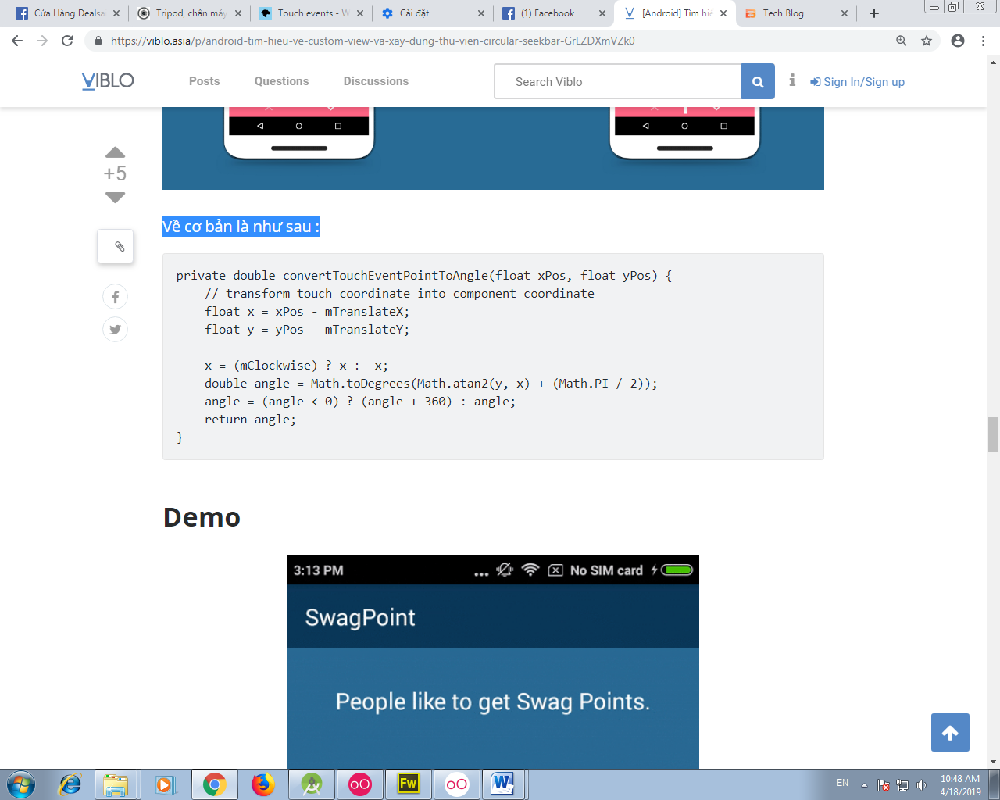 Cửa Hàng Dealsa
Tripod, chân máy
Touch events - W
Cài đặt
(1) Facebook
[Android] Tìm hiể
Tech Blog
https://viblo.asia/p/android-tim-hieu-ve-custom-view-va-xay-dung-thu-vien-circular-seekbar-GrLZDXmVZk0
VIBLO
Posts
Questions
Discussions
Search Viblo
Sign In/Sign up
+5
Về cơ bản là như sau :
private double convertTouchEventPointToAngle(float xPos, float yPos) {
// transform touch coordinate into component coordinate
float x = xPos - mTranslateX;
float y = yPos - mTranslateY;
x = (mClockwise) ? x : -x;
double angle = Math.toDegrees(Math.atan2(y, x) + (Math.PI / 2));
angle = (angle < 0) ? (angle + 360) : angle;
return angle;
}
Demo
3:13 PM
... No SIM card
SwagPoint
People like to get Swag Points.
Fw
EN
10:48 AM
4/18/2019